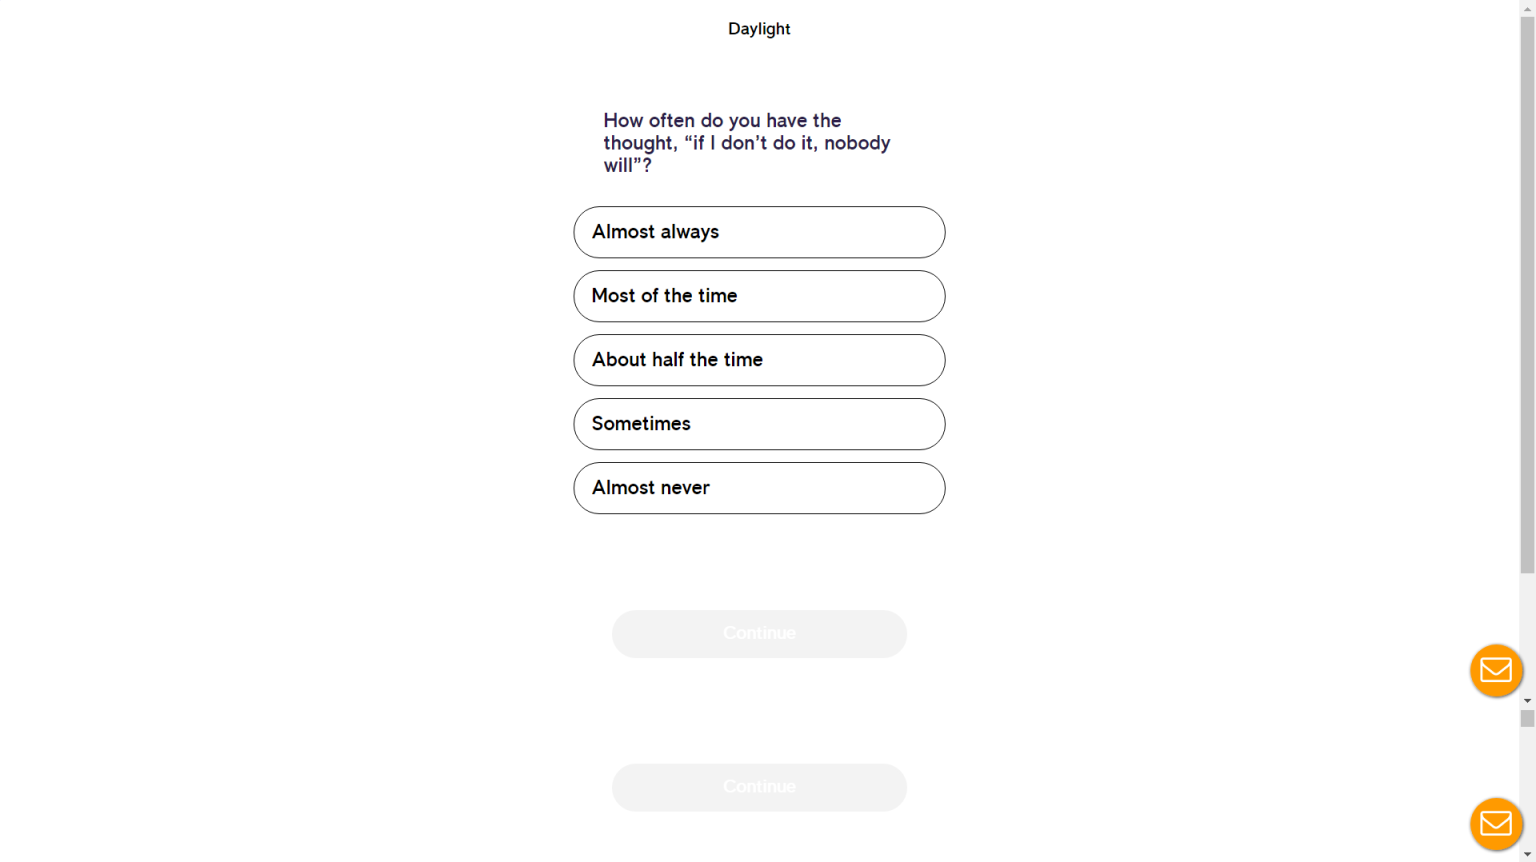 Daylight
How often do you have the
thought, “if I don’t do it, nobody
will”?
Almost always
Most of the time
About half the time
Sometimes
Almost never
Continue
Continue